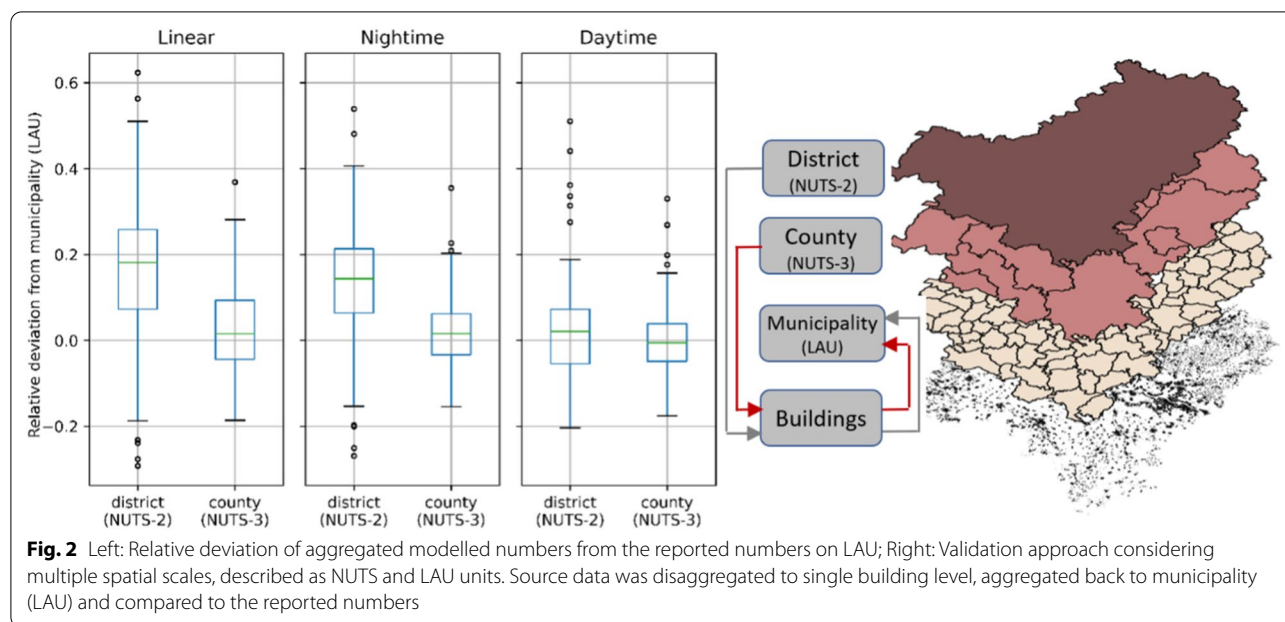 Linear
Nightime
Daytime
Relative deviation from municipality (LAU)
0.6
0.4
0.2
0.0
−0.2
district
(NUTS-2)
county
(NUTS-3)
district
(NUTS-2)
county
(NUTS-3)
district
(NUTS-2)
county
(NUTS-3)
District
(NUTS-2)
County
(NUTS-3)
Municipality
(LAU)
Buildings
Fig. 2 Left: Relative deviation of aggregated modelled numbers from the reported numbers on LAU; Right: Validation approach considering
multiple spatial scales, described as NUTS and LAU units. Source data was disaggregated to single building level, aggregated back to municipality
(LAU) and compared to the reported numbers